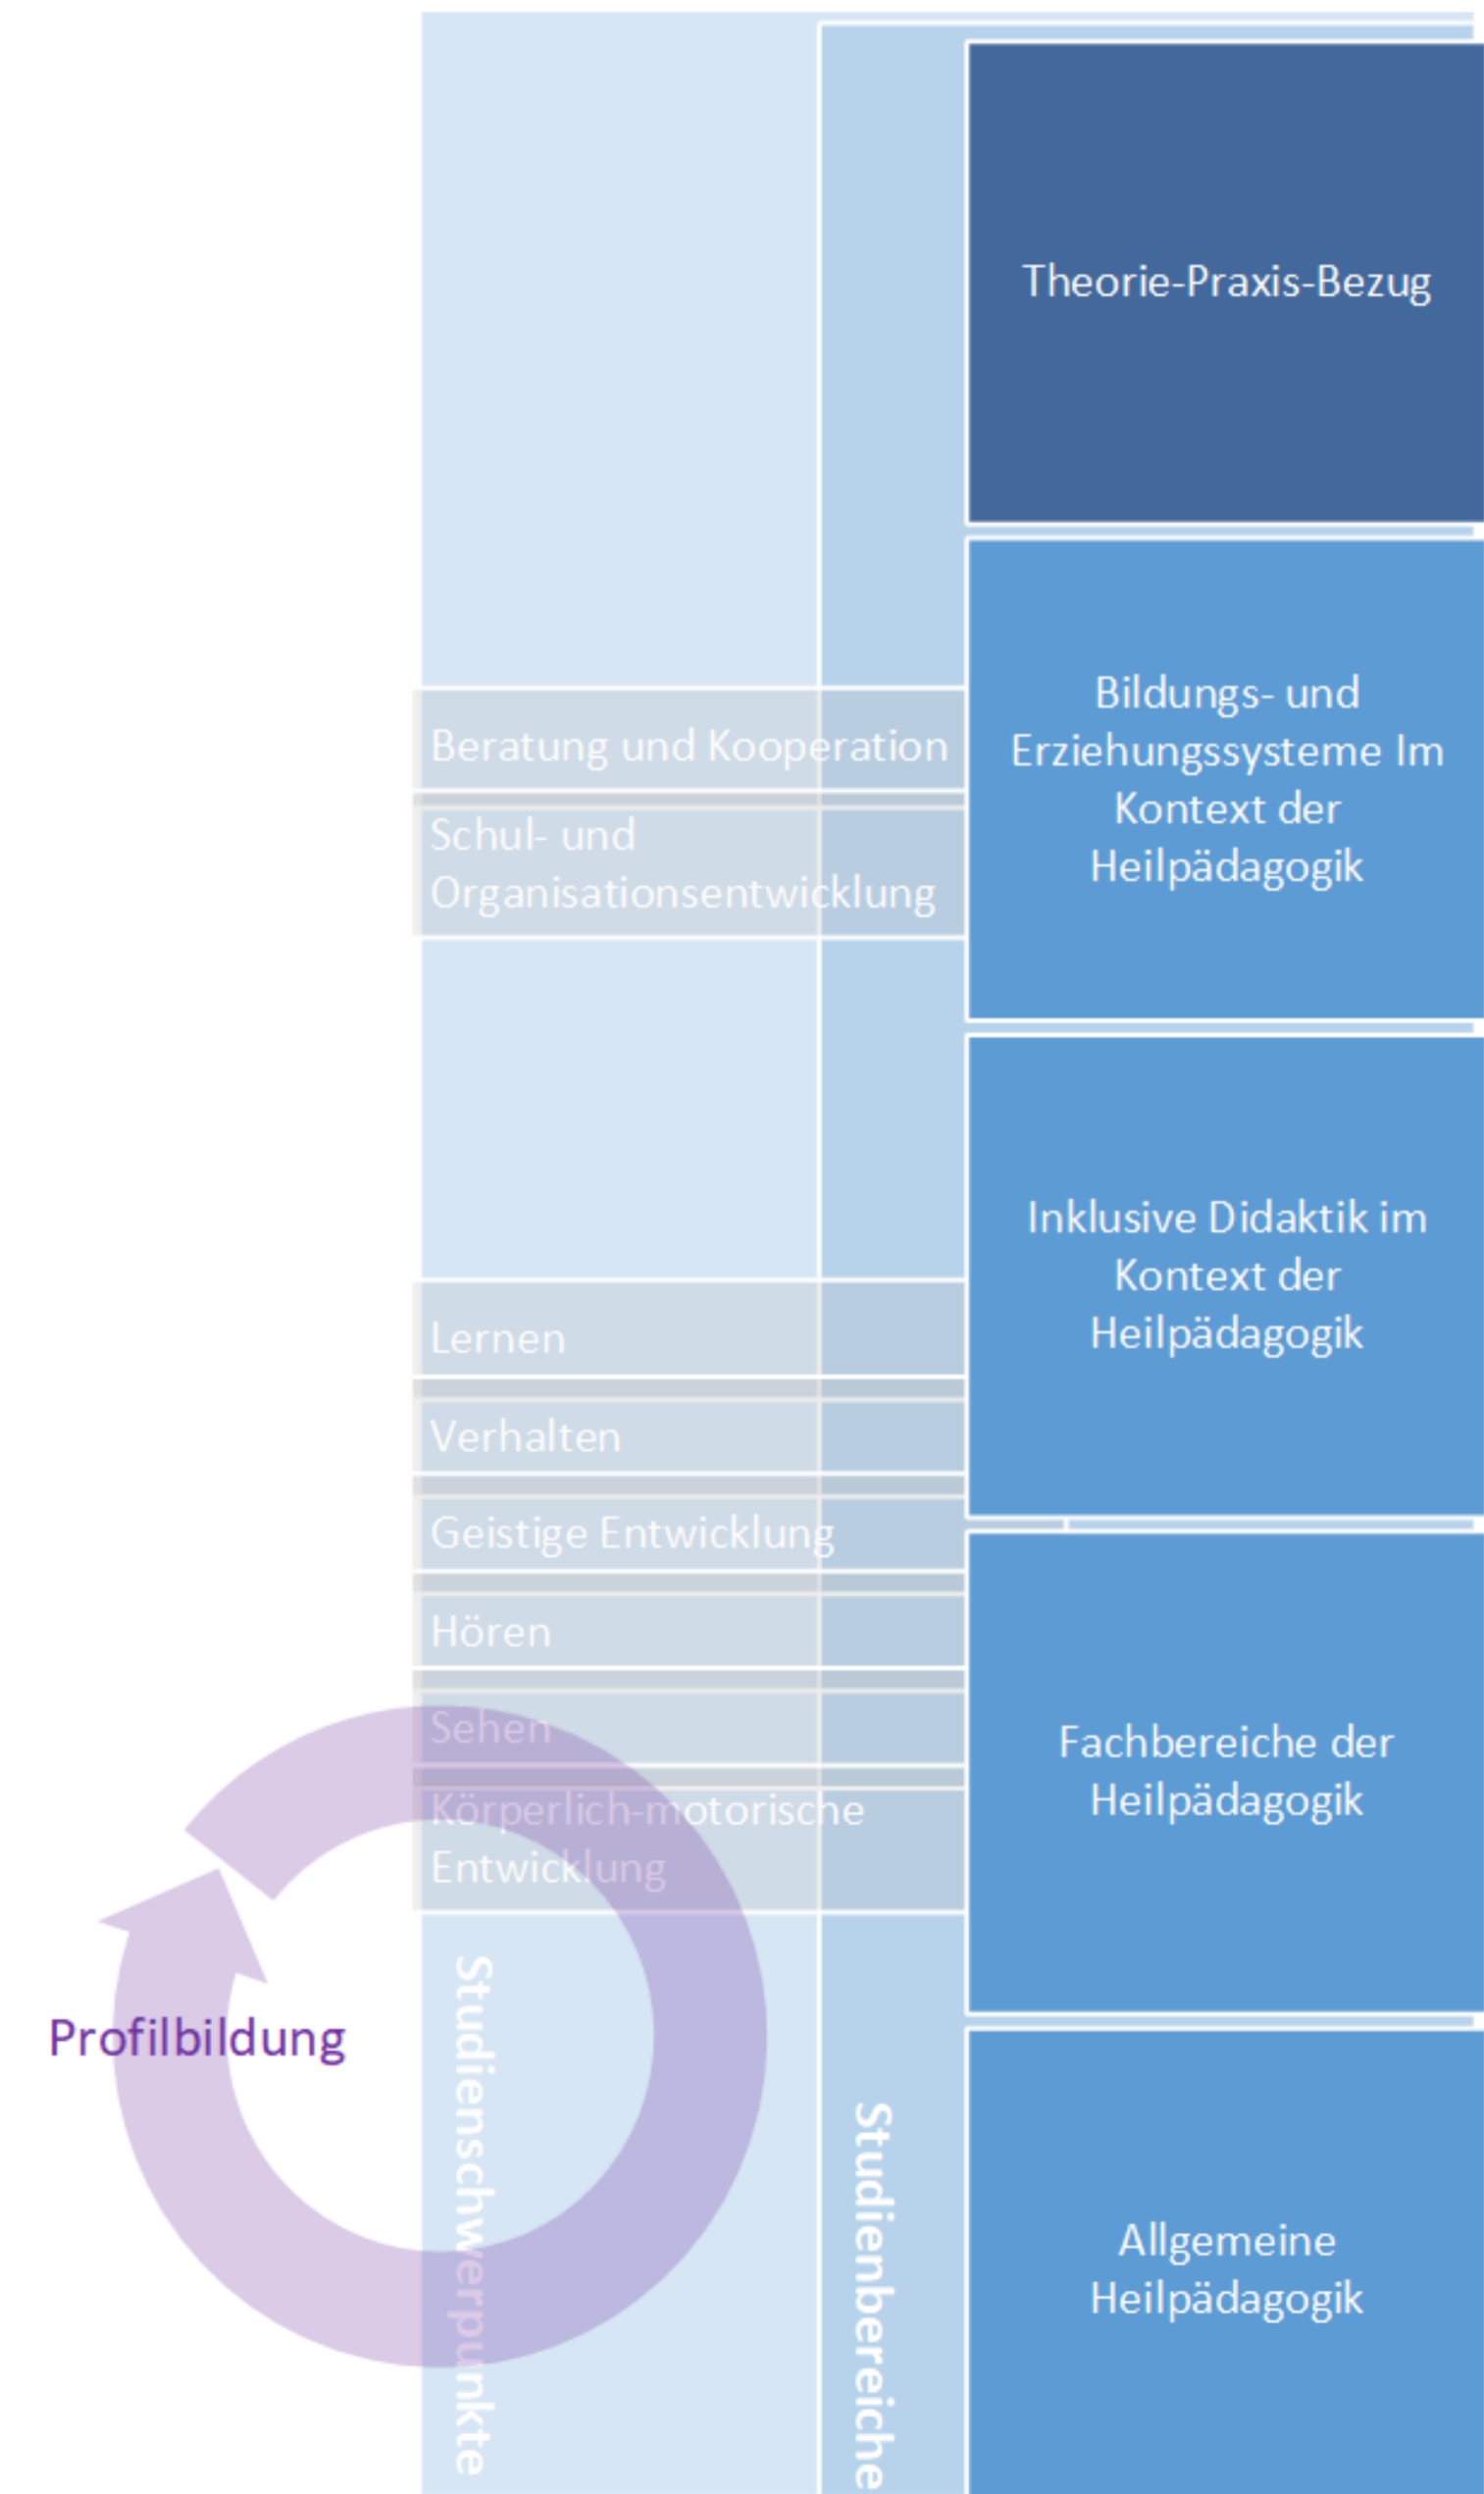 Theorie-Praxis-Bezug
Bildungs- und
Erziehungssysteme Im
Kontext der
Heilpädagogik
Beratung und Kooperation
Schul- und
Organisationsentwicklung
Inklusive Didaktik im
Kontext der
Heilpädagogik
Lernen
Verhalten
Geistige Entwicklung
Hören
Sehen
Körperlich-motorische
Entwicklung
Fachbereiche der
Heilpädagogik
Profilbildung
Studienschwerpunkte
Studienbereiche
Allgemeine
Heilpädagogik